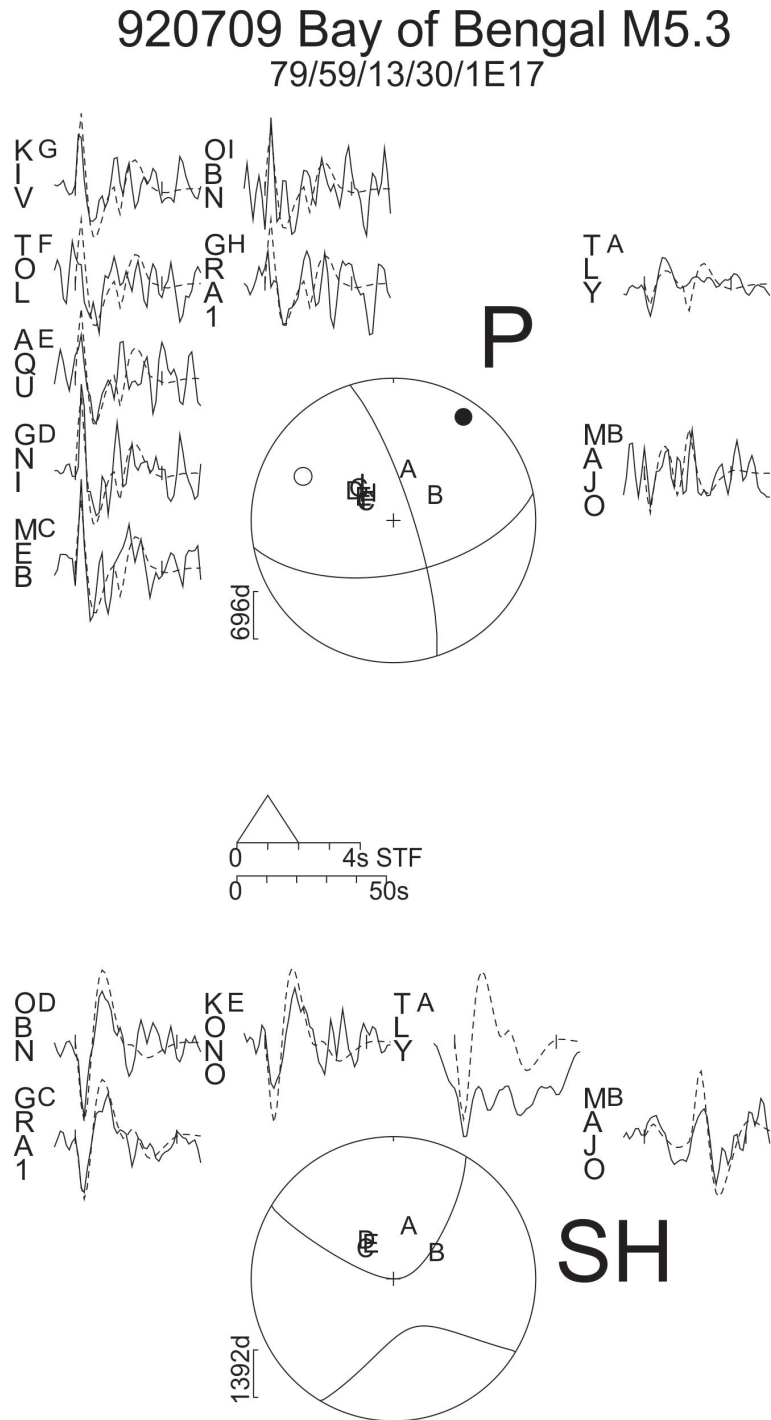 920709 Bay of Bengal M5.3
79/59/13/30/1E17
KIV G
OBN I
TOL F
GRA1 H
TLY A
P
AQU E
GNI D
MAJO B
MEB C
A
B
696d
0 4s STF
0 50s
OBN D
KONO E
TLY A
GRA1 C
MAJO B
SH
A
B
D
E
C
1392d